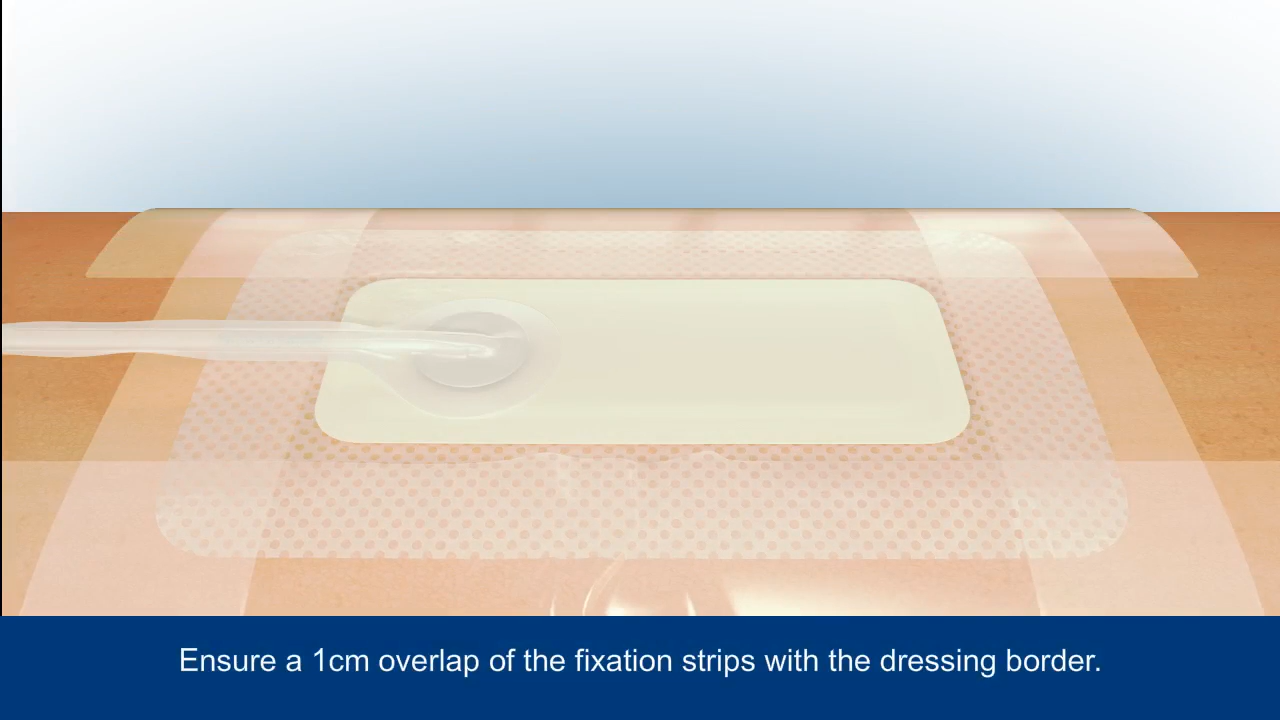 Ensure a 1cm overlap of the fixation strips with the dressing border.